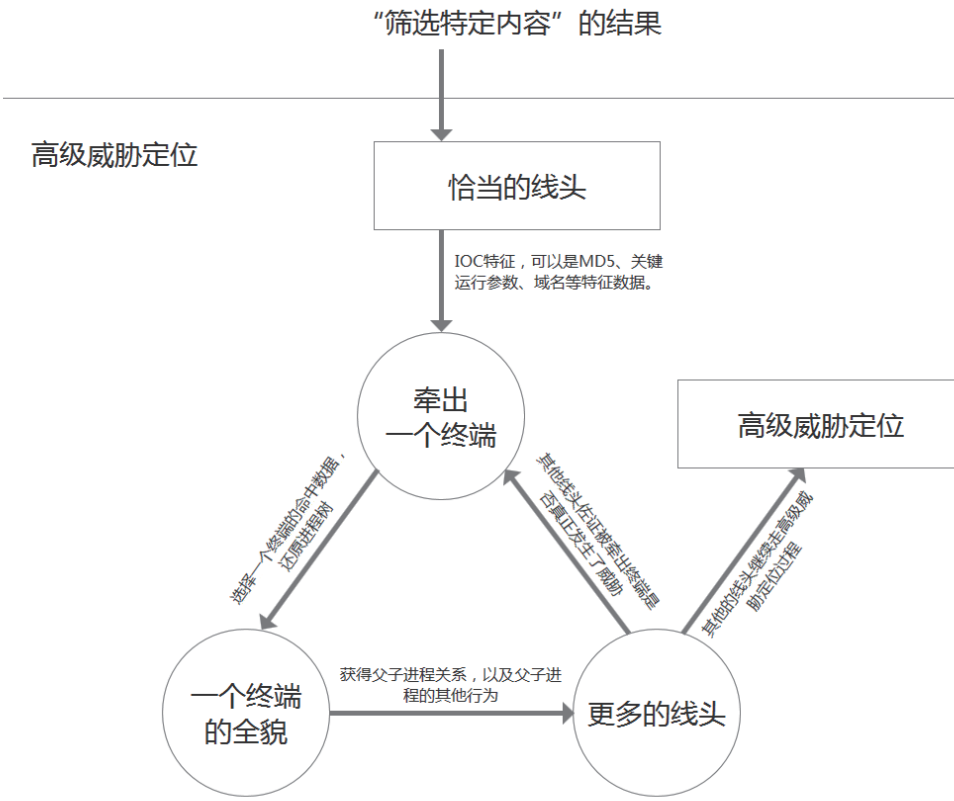 “筛选特定内容”的结果
高级威胁定位
恰当的线头
IOC特征，可以是MD5、关键
运行参数、域名等特征数据。
牵出
一个终端
高级威胁定位
选择一个终端的命中数据，
还原进程树
其他线头佐证被牵出终端是
否真正发生了威胁
其他的线头继续走高级威
胁定位过程
一个终端
的全貌
获得父子进程关系，以及父子进
程的其他行为
更多的线头